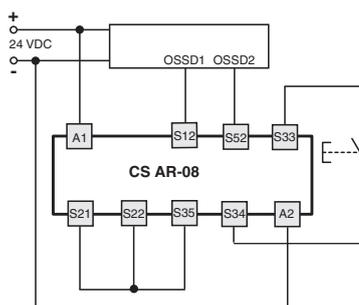 +
24 VDC
-
OSSD1 OSSD2
A1 S12 S52 S33
CS AR-08
S21 S22 S35 S34 A2